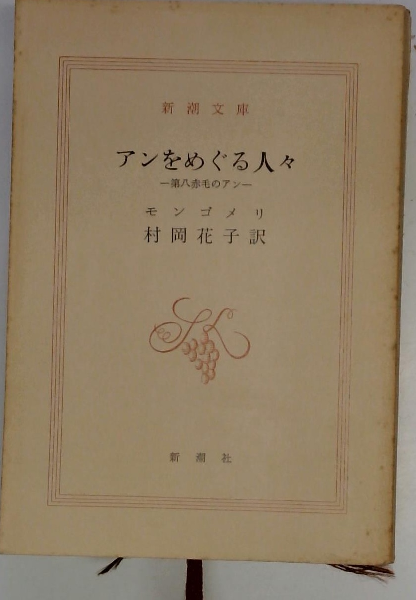 新潮文庫
アンをめぐる人々
―第八赤毛のアン―
モンゴメリ
村岡花子訳
新潮社